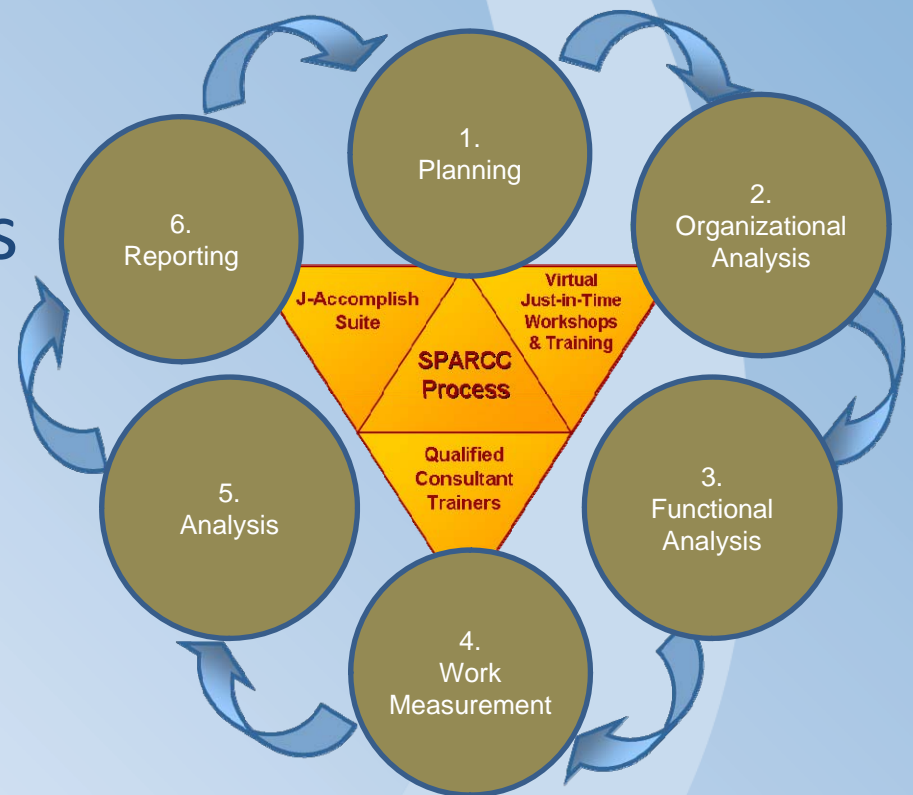 s
1.
Planning
2.
Organizational
Analysis
3.
Functional
Analysis
4.
Work
Measurement
5.
Analysis
6.
Reporting
J-Accomplish
Suite
Virtual
Just-in-Time
Workshops
& Training
SPARCC
Process
Qualified
Consultant
Trainers